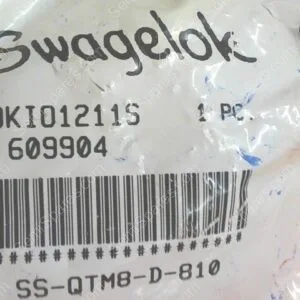 Swagelok
OKI01211S 1 PC.
609904
SS-QTM8-D-810